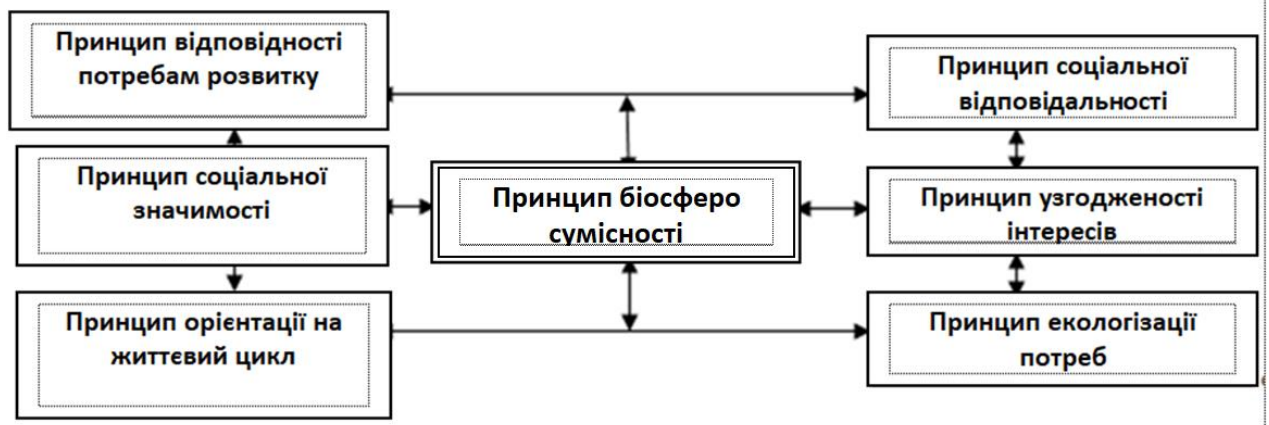 Принцип відповідності
потребам розвитку
Принцип соціальної
значимості
Принцип орієнтації на
життєвий цикл
Принцип біосферо
сумісності
Принцип соціальної
відповідальності
Принцип узгодженості
інтересів
Принцип екологізації
потреб